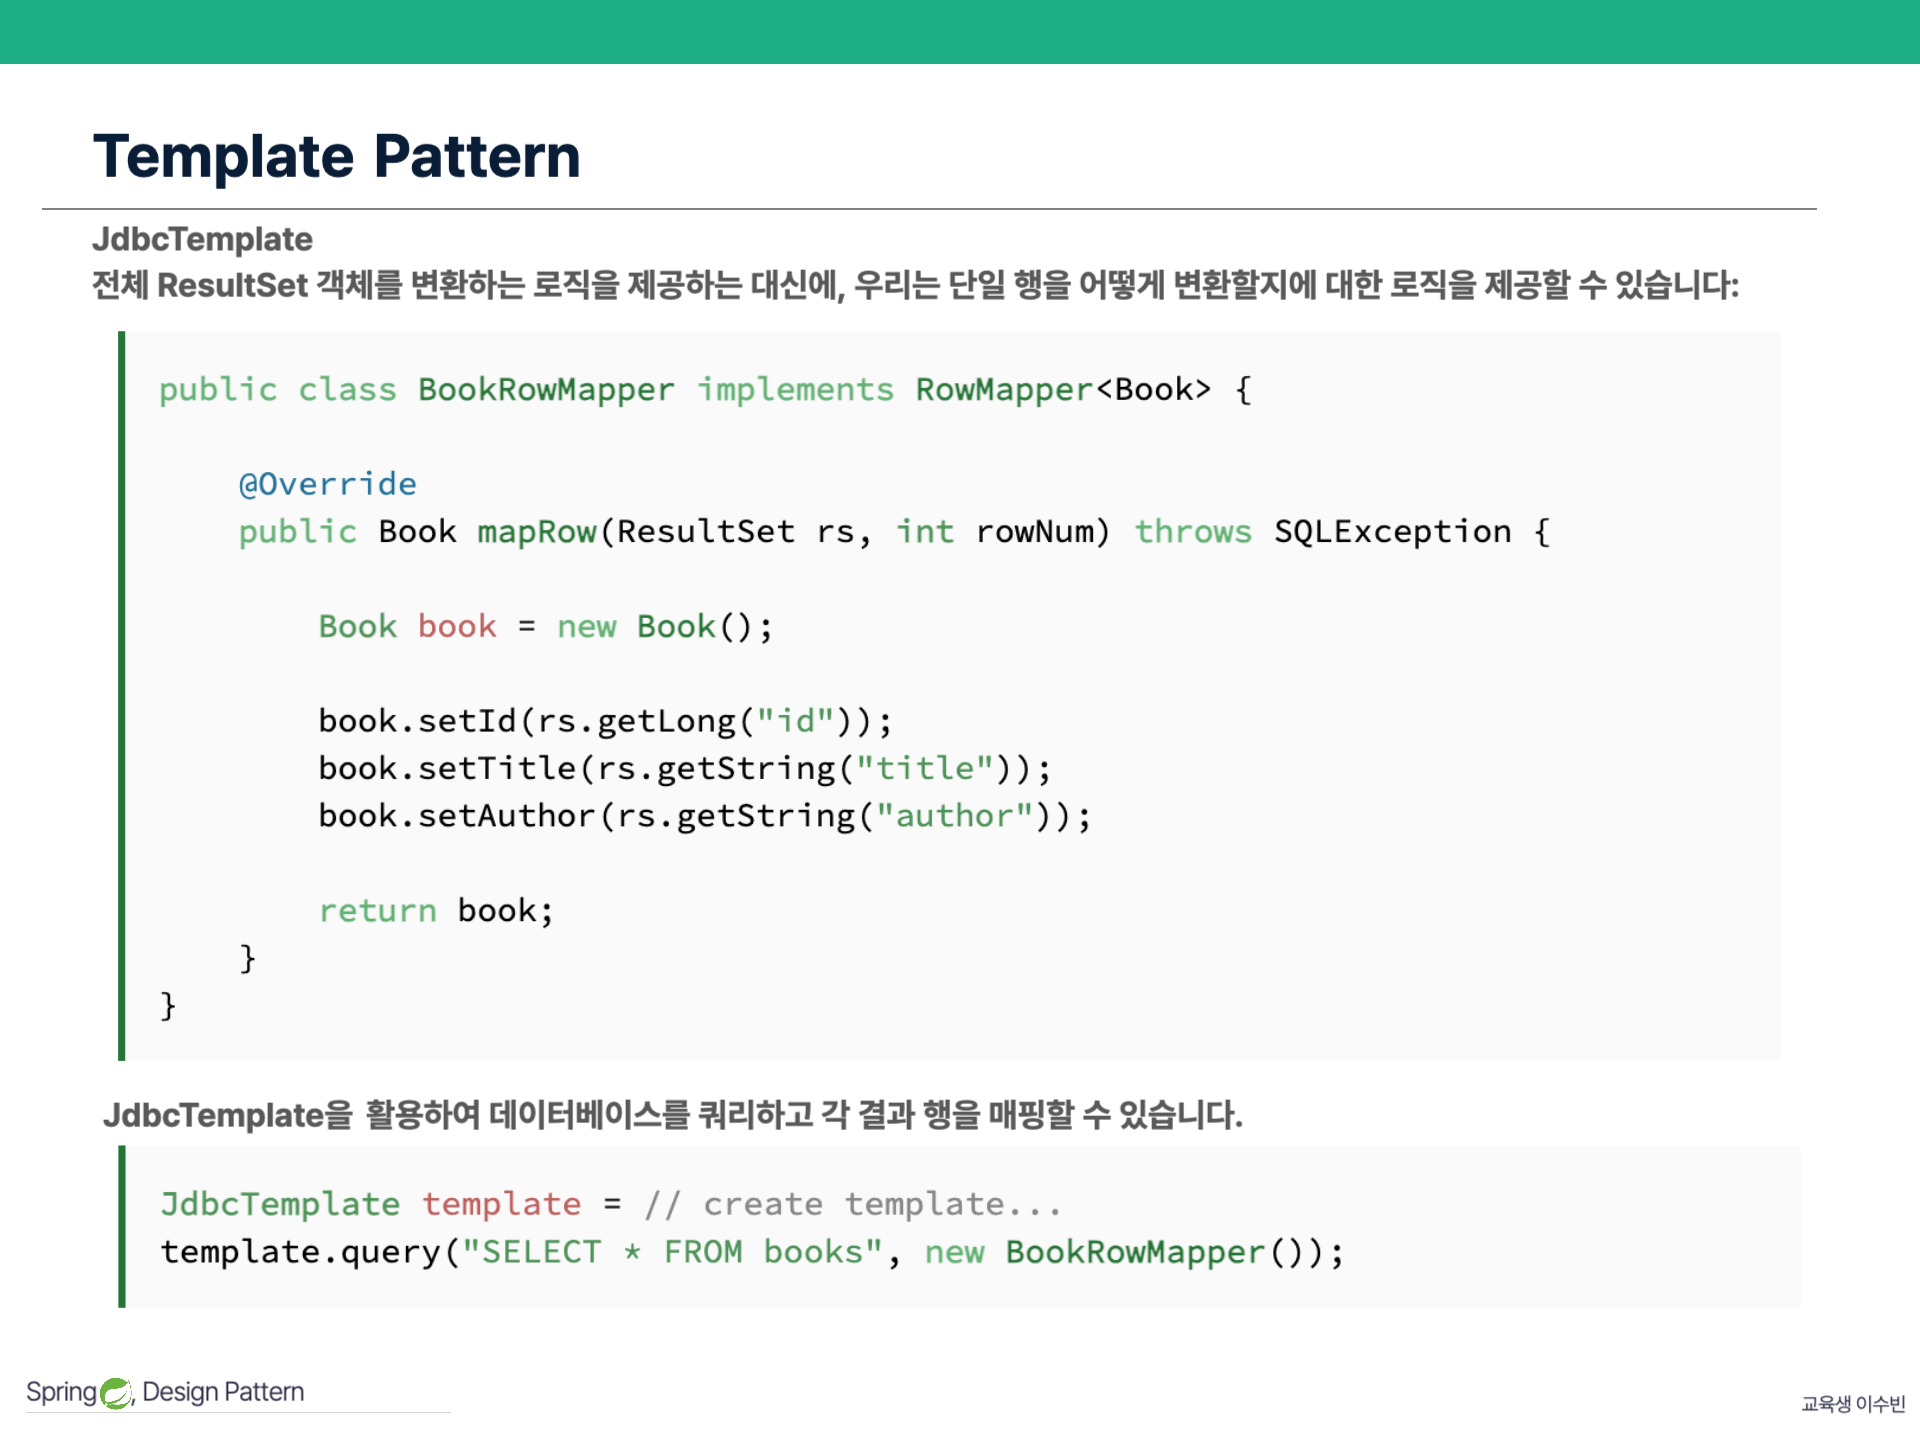 Template Pattern
JdbcTemplate
전체 ResultSet 객체를 변환하는 로직을 제공하는 대신에, 우리는 단일 행을 어떻게 변환할지에 대한 로직을 제공할 수 있습니다:
public class BookRowMapper implements RowMapper<Book> {
@Override
public Book mapRow(ResultSet rs, int rowNum) throws SQLException {
Book book = new Book();
book.setId(rs.getLong("id"));
book.setTitle(rs.getString("title"));
book.setAuthor(rs.getString("author"));
return book;
}
}
JdbcTemplate을 활용하여 데이터베이스를 쿼리하고 각 결과 행을 매핑할 수 있습니다.
JdbcTemplate template = // create template...
template.query("SELECT * FROM books", new BookRowMapper());
Spring, Design Pattern
교육생 이수빈